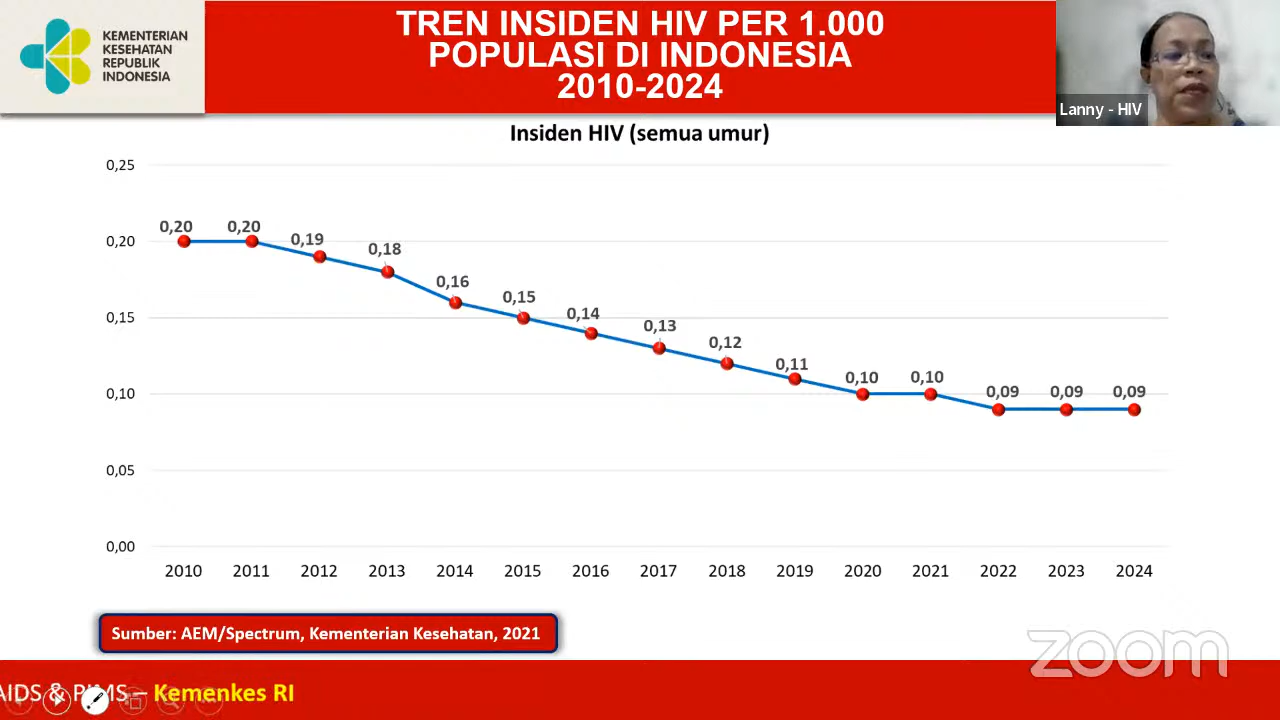 KEMENTERIAN
KESEHATAN
REPUBLIK
INDONESIA
TREN INSIDEN HIV PER 1.000
POPULASI DI INDONESIA
2010-2024
Lanny - HIV
Insiden HIV (semua umur)
0,25
0,20
0,15
0,10
0,05
0,00
0,20 0,20 0,19 0,18 0,16 0,15 0,14 0,13 0,12 0,11 0,10 0,10 0,09 0,09 0,09
2010 2011 2012 2013 2014 2015 2016 2017 2018 2019 2020 2021 2022 2023 2024
Sumber: AEM/Spectrum, Kementerian Kesehatan, 2021
zoom
AIDS & PIMS – Kemenkes RI